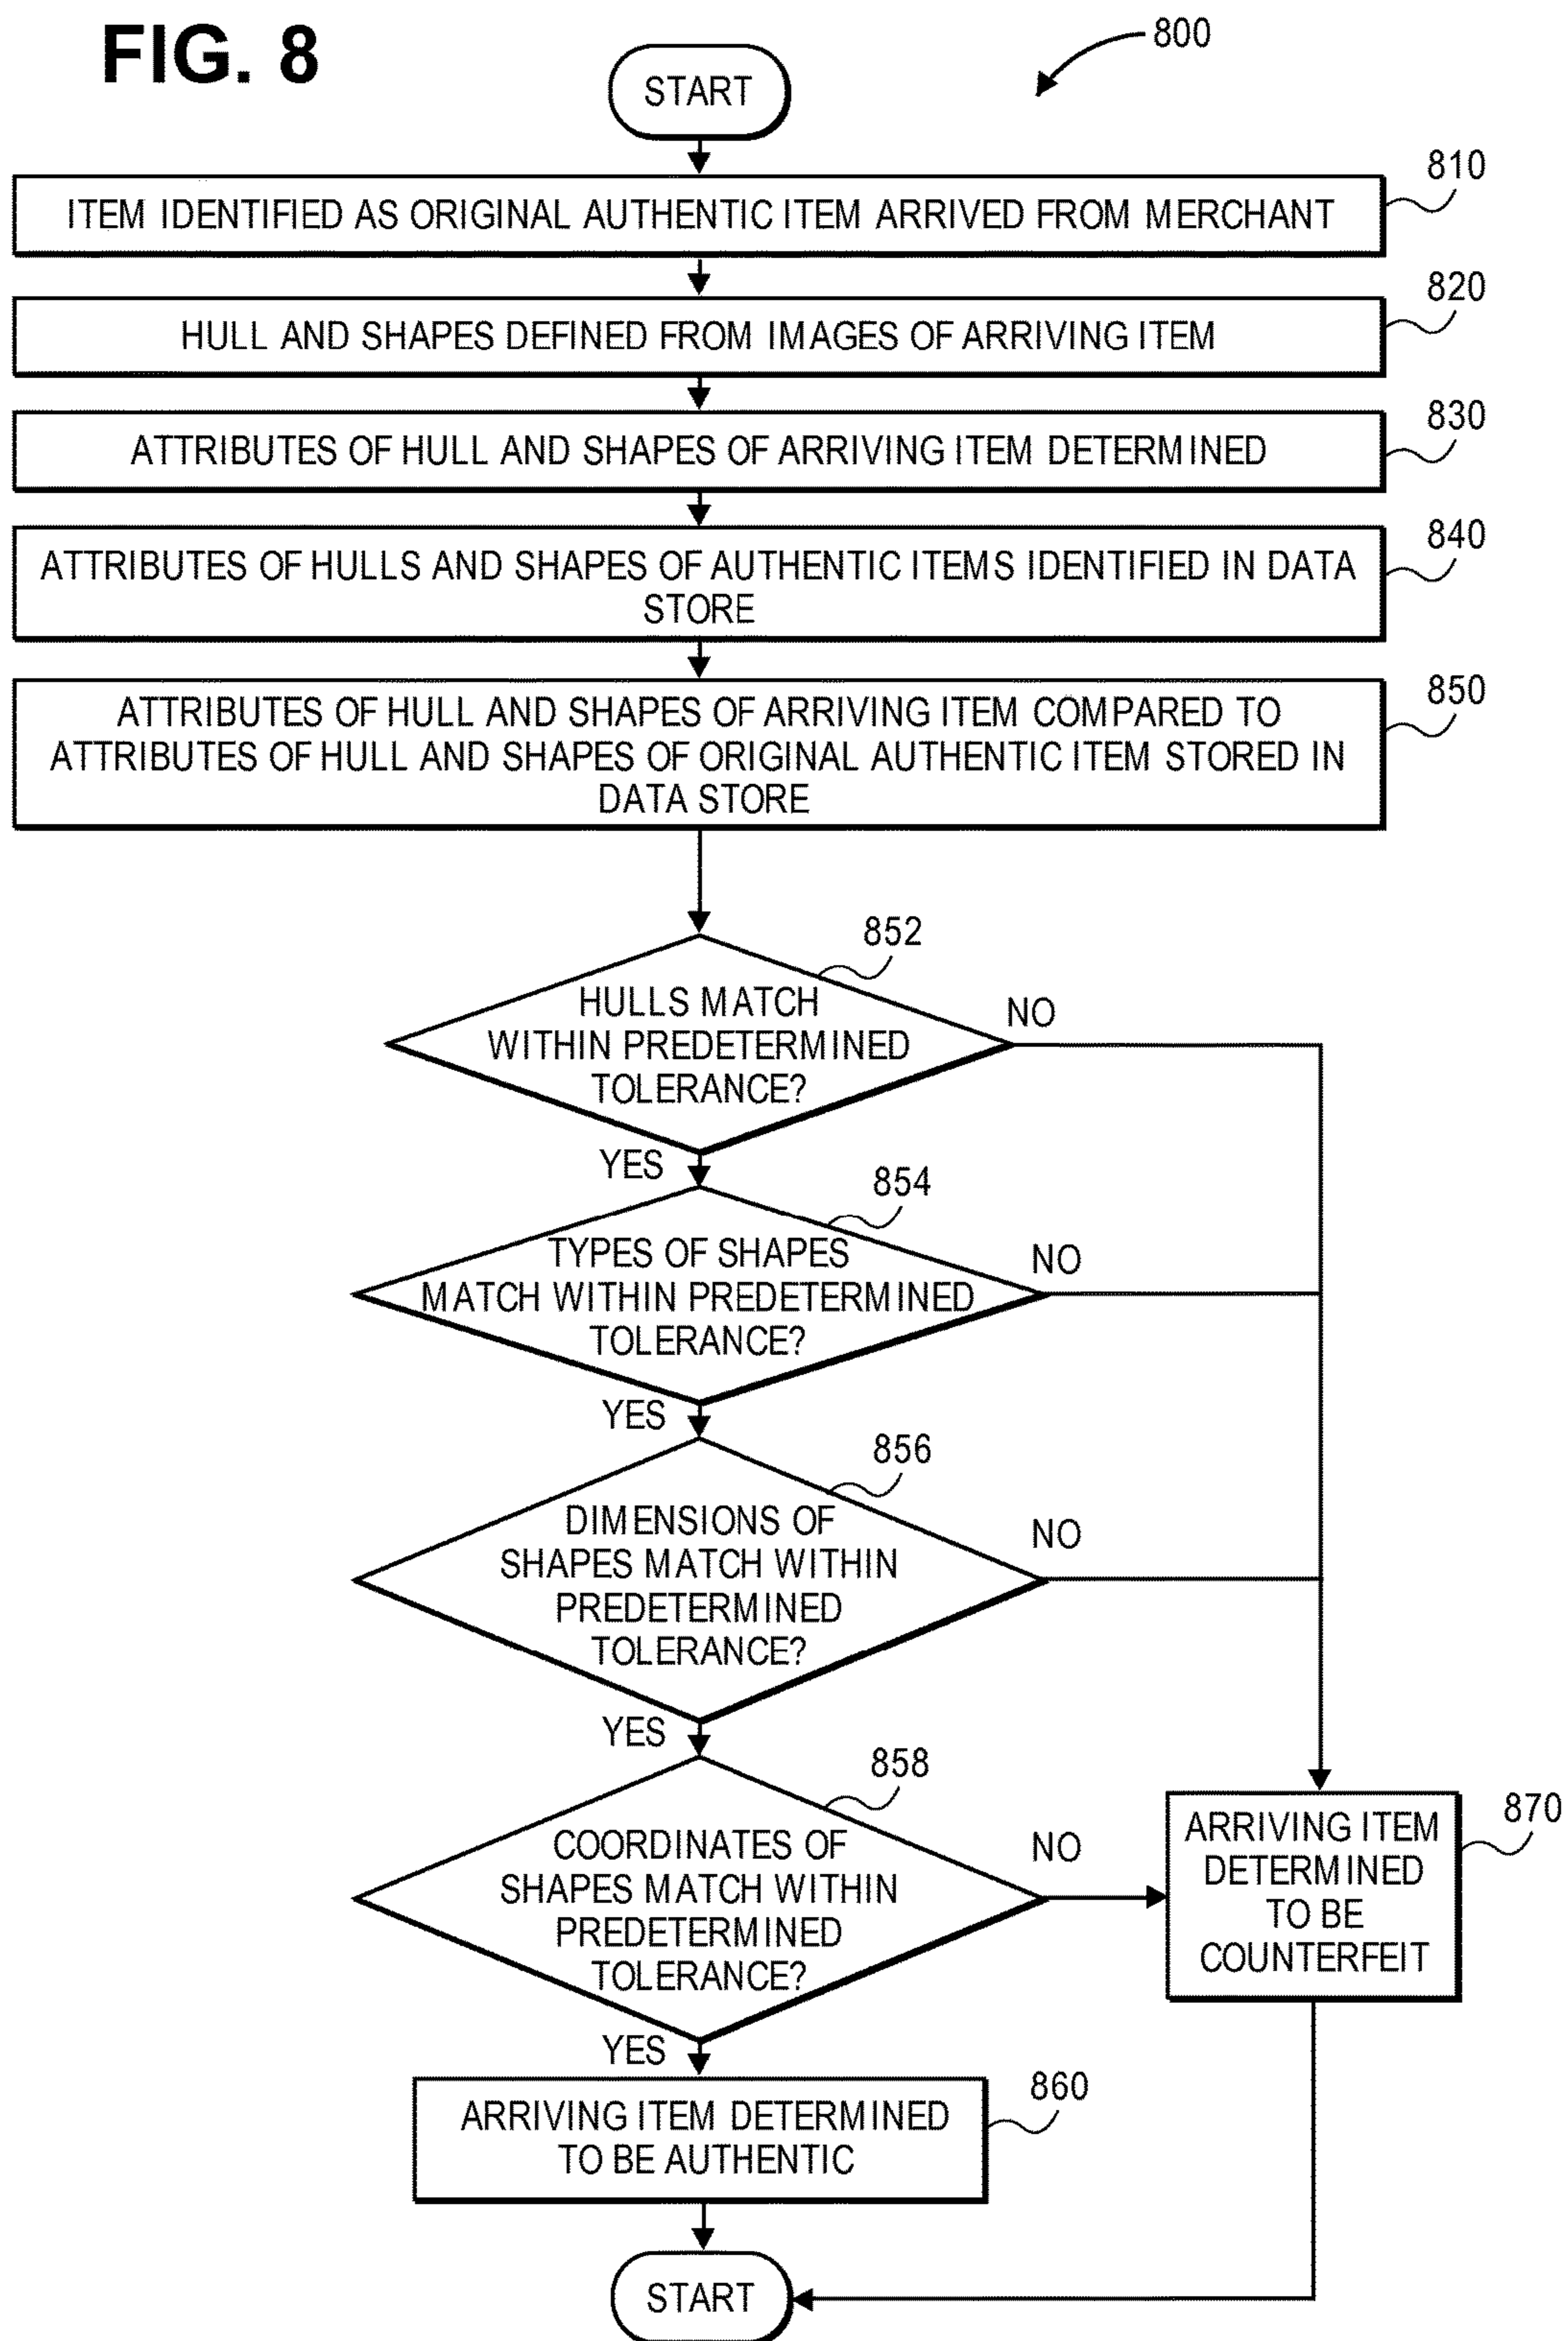 FIG. 8
800
START
810
ITEM IDENTIFIED AS ORIGINAL AUTHENTIC ITEM ARRIVED FROM MERCHANT
820
HULL AND SHAPES DEFINED FROM IMAGES OF ARRIVING ITEM
830
ATTRIBUTES OF HULL AND SHAPES OF ARRIVING ITEM DETERMINED
840
ATTRIBUTES OF HULLS AND SHAPES OF AUTHENTIC ITEMS IDENTIFIED IN DATA
STORE
850
ATTRIBUTES OF HULL AND SHAPES OF ARRIVING ITEM COMPARED TO
ATTRIBUTES OF HULL AND SHAPES OF ORIGINAL AUTHENTIC ITEM STORED IN
DATA STORE
852
HULLS MATCH
WITHIN PREDETERMINED
TOLERANCE?
NO
YES
854
TYPES OF SHAPES
MATCH WITHIN PREDETERMINED
TOLERANCE?
NO
YES
856
DIMENSIONS OF
SHAPES MATCH WITHIN
PREDETERMINED
TOLERANCE?
NO
YES
858
COORDINATES OF
SHAPES MATCH WITHIN
PREDETERMINED
TOLERANCE?
NO
YES
870
ARRIVING ITEM
DETERMINED
TO BE
COUNTERFEIT
860
ARRIVING ITEM DETERMINED
TO BE AUTHENTIC
START